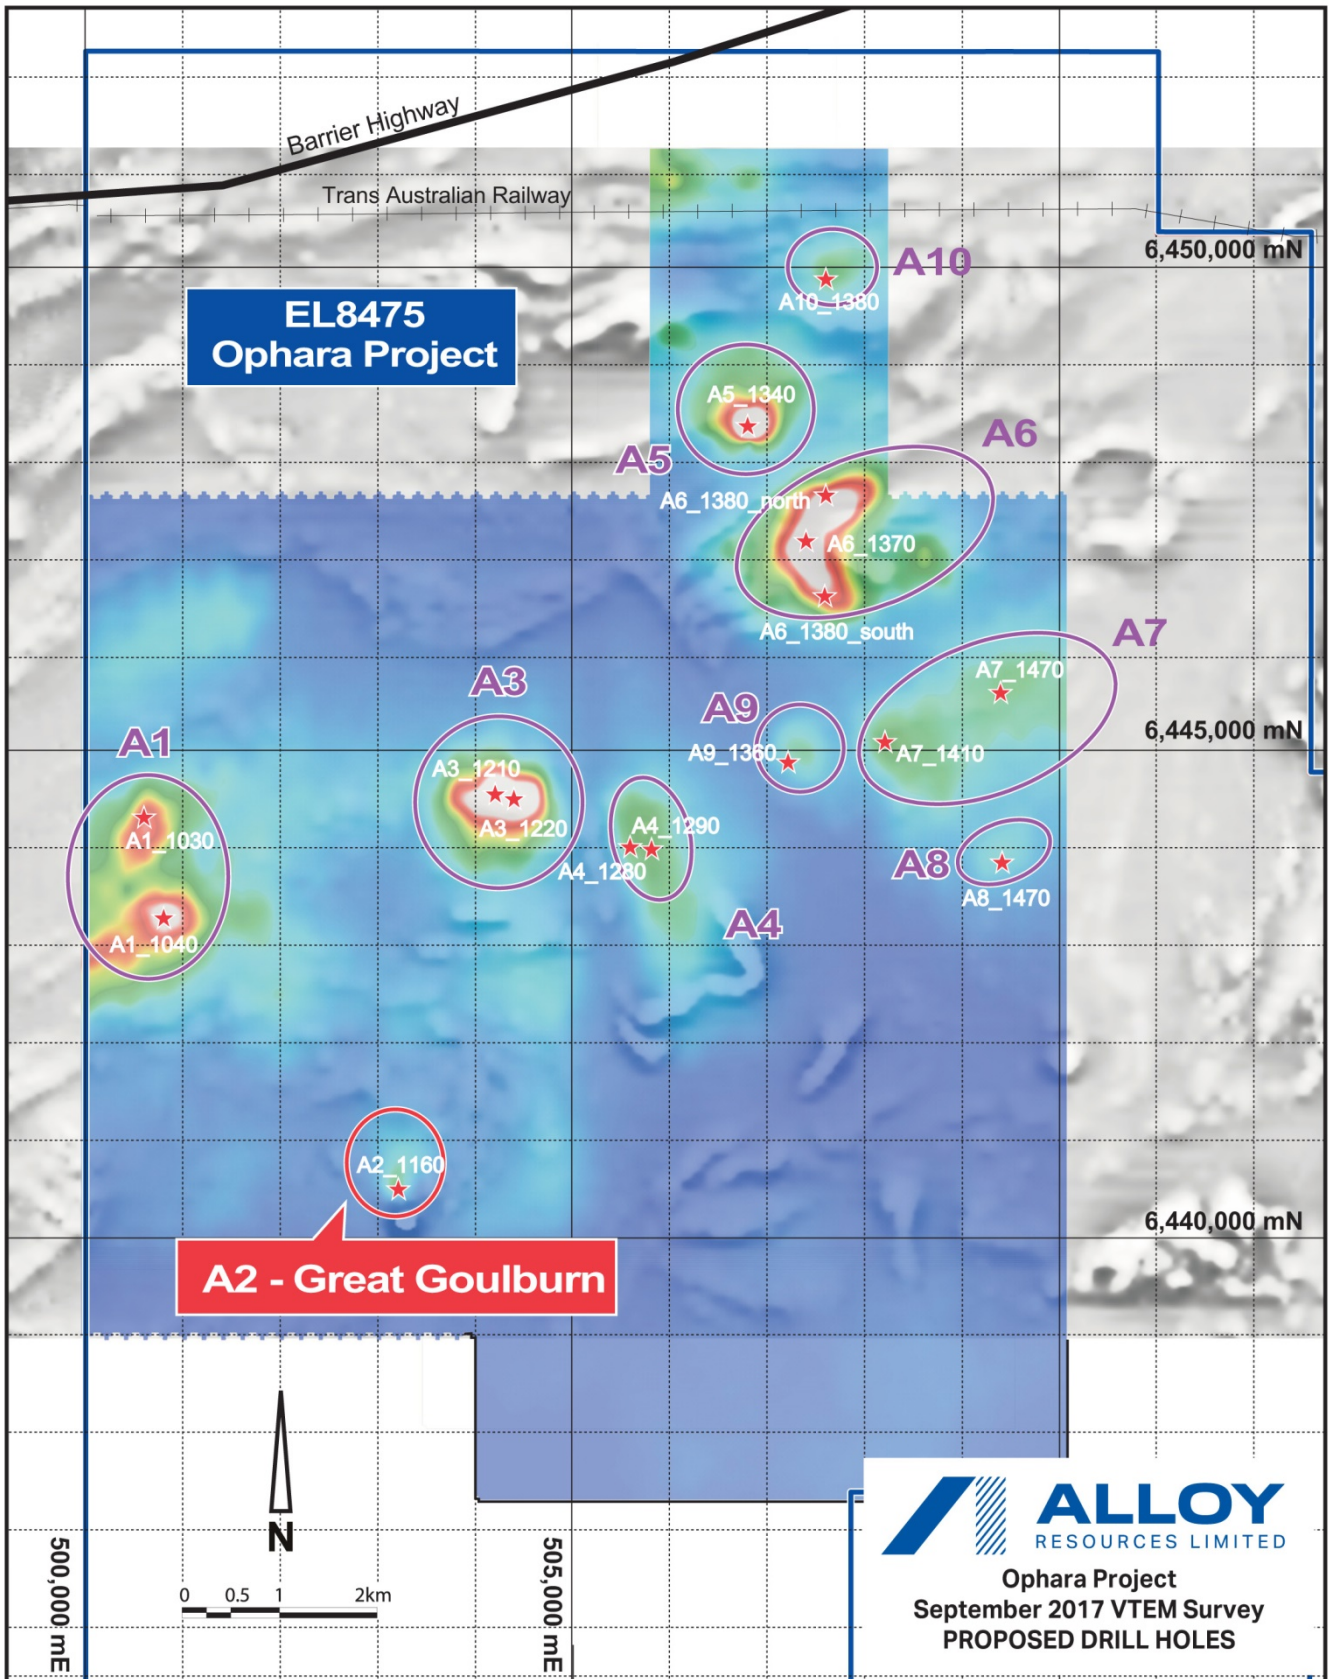 Barrier Highway
Trans Australian Railway
6,450,000 mN
A10
A10_1380
EL8475
Ophara Project
A5_1340
A6
A5
A6_1380_north
A6_1370
A6_1380_south
A7
A7_1470
A3
A9
A1
A9_1360
A7_1410
6,445,000 mN
A3_1210
A1_1030
A3_1220
A4_1290
A4_1280
A8
A8_1470
A4
A1_1040
A2_1160
6,440,000 mN
A2 - Great Goulburn
N
500,000 mE
505,000 mE
0 0.5 1 2km
ALLOY
RESOURCES LIMITED
Ophara Project
September 2017 VTEM Survey
PROPOSED DRILL HOLES